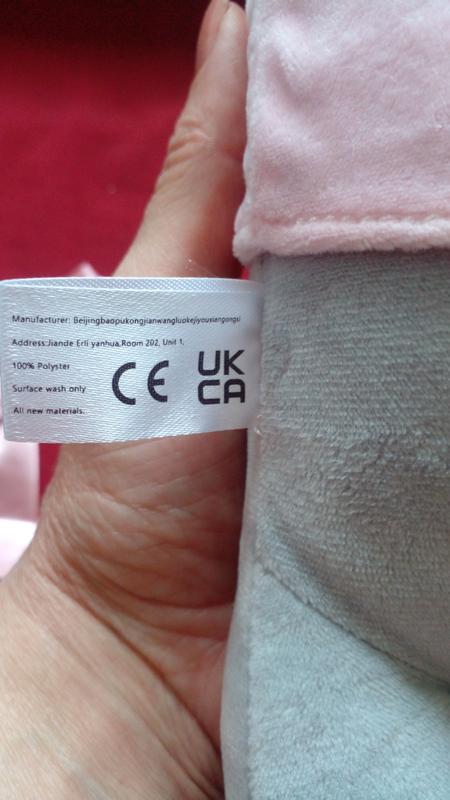 Manufacturer: Beijingbaopukongjianwangluokejiyouxiangongsi
Address:Jiande Erli yanhua,Room 202, Unit 1,
100% Polyster
Surface wash only
All new materials.
CE
UK
CA